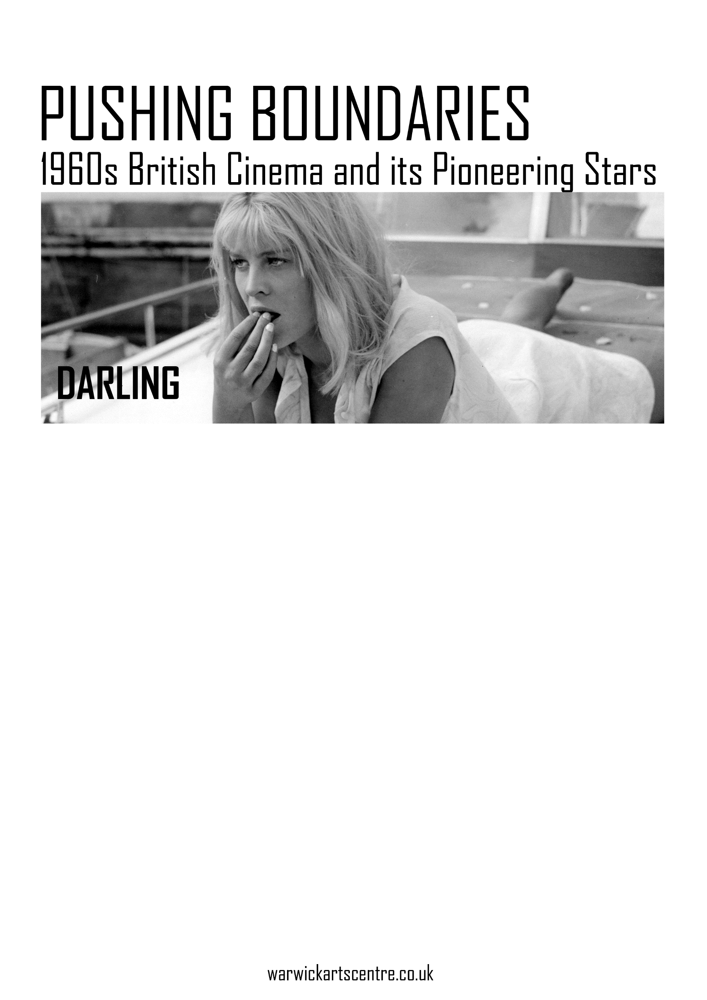 PUSHING BOUNDARIES
1960s British Cinema and its Pioneering Stars
DARLING
warwickartscentre.co.uk